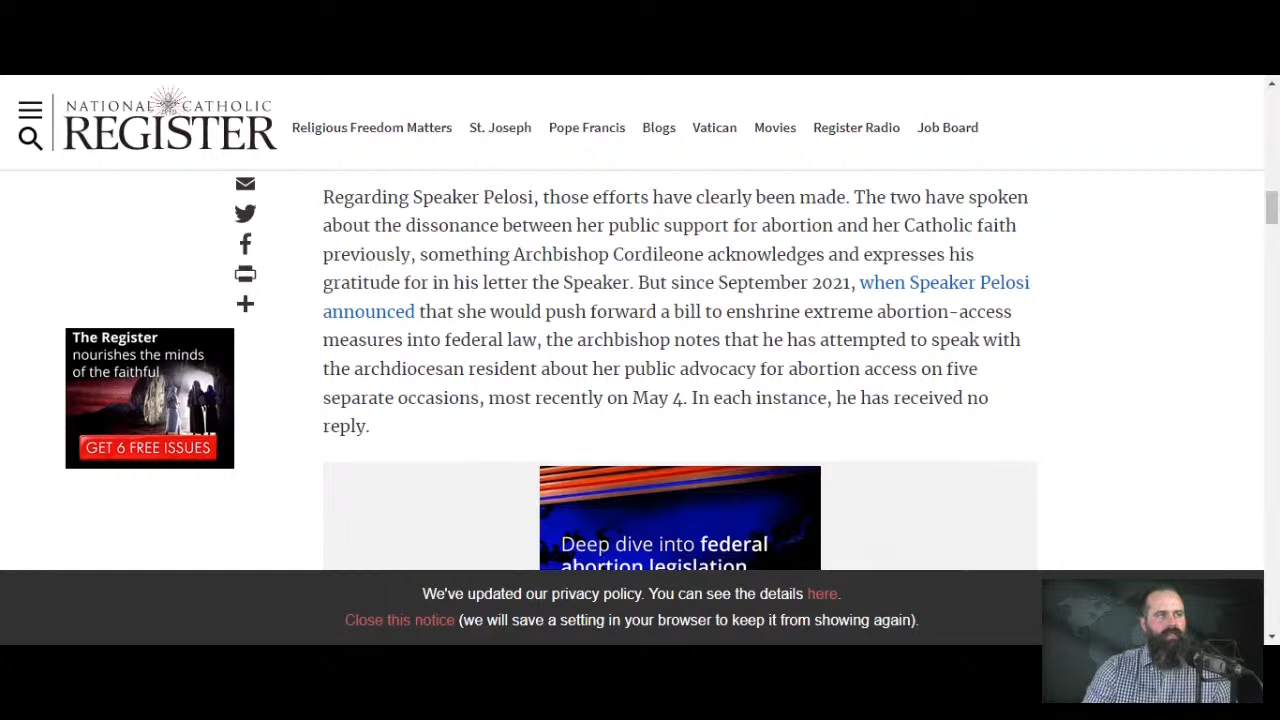 NATIONAL CATHOLIC
REGISTER
Religious Freedom Matters St. Joseph Pope Francis Blogs Vatican Movies Register Radio Job Board
Regarding Speaker Pelosi, those efforts have clearly been made. The two have spoken
about the dissonance between her public support for abortion and her Catholic faith
previously, something Archbishop Cordileone acknowledges and expresses his
gratitude for in his letter the Speaker. But since September 2021, when Speaker Pelosi
announced that she would push forward a bill to enshrine extreme abortion-access
measures into federal law, the archbishop notes that he has attempted to speak with
the archdiocesan resident about her public advocacy for abortion access on five
separate occasions, most recently on May 4. In each instance, he has received no
reply.
The Register
nourishes the minds
of the faithful
GET 6 FREE ISSUES
Deep dive into federal
abortion legislation
We've updated our privacy policy. You can see the details here.
Close this notice (we will save a setting in your browser to keep it from showing again).